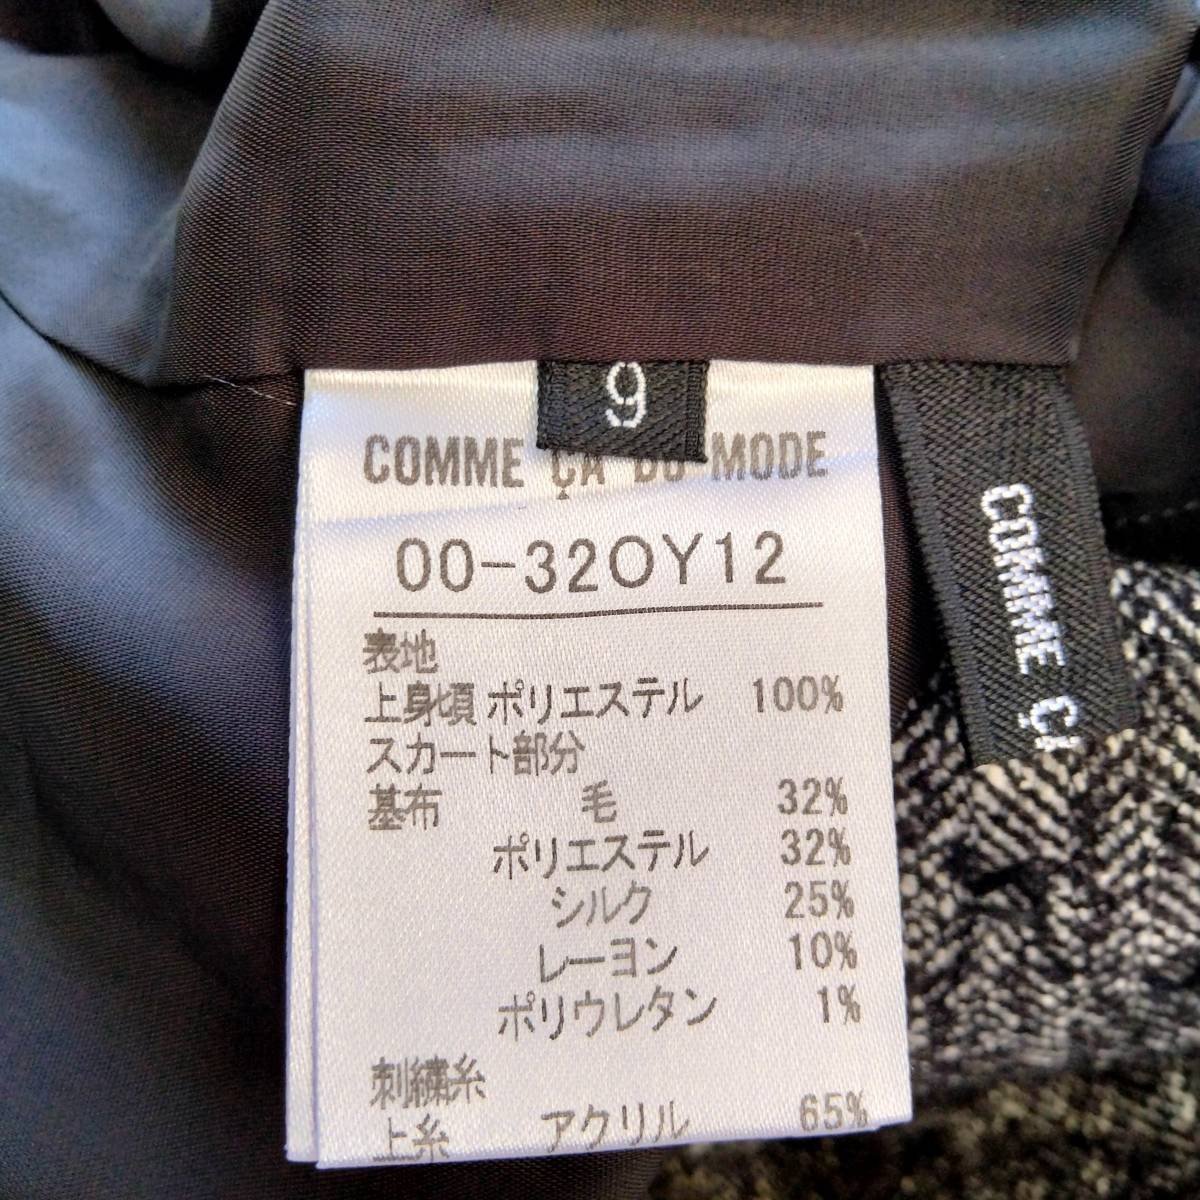 9
COMME ÇA DU MODE
00-320Y12
表地
上身頃 ポリエステル 100%
スカート部分
基布 毛 32%
ポリエステル 32%
シルク 25%
レーヨン 10%
ポリウレタン 1%
刺繍糸
上糸 アクリル 65%
COMME